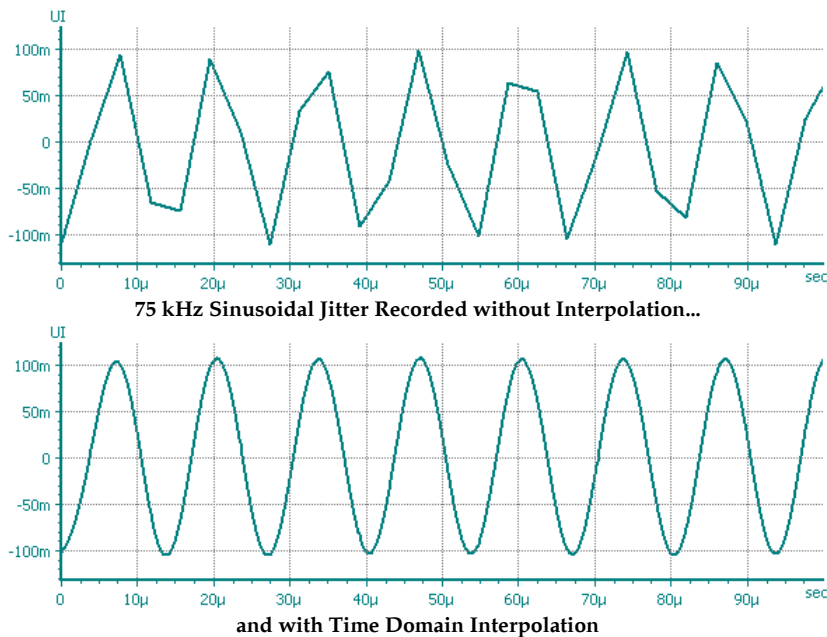 UI
100m
50m
0
-50m
-100m
0 10µ 20µ 30µ 40µ 50µ 60µ 70µ 80µ 90µ sec
75 kHz Sinusoidal Jitter Recorded without Interpolation...
UI
100m
50m
0
-50m
-100m
0 10µ 20µ 30µ 40µ 50µ 60µ 70µ 80µ 90µ sec
and with Time Domain Interpolation